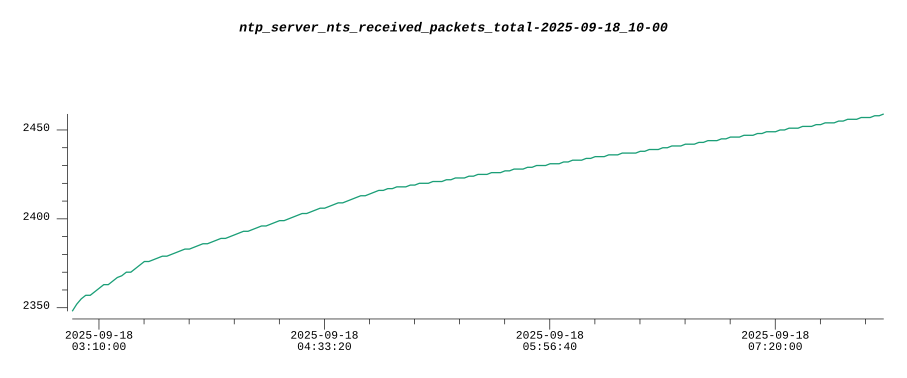 ntp_server_nts_received_packets_total-2025-09-18_10-00
2450
2400
2350
2025-09-18 2025-09-18 2025-09-18 2025-09-18
03:10:00 04:33:20 05:56:40 07:20:00